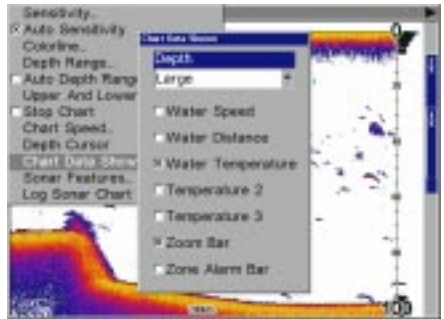 Sensitivity...
Auto Sensitivity
Colorline...
Depth Range...
Auto Depth Rang
Upper And Lower
Stop Chart
Chart Speed...
Depth Cursor
Chart Data Show
Sonar Features...
Log Sonar Chart
Chart Data Shown
Depth
Large
Water Speed
Water Distance
Water Temperature
Temperature 2
Temperature 3
Zoom Bar
Zone Alarm Bar
0
100